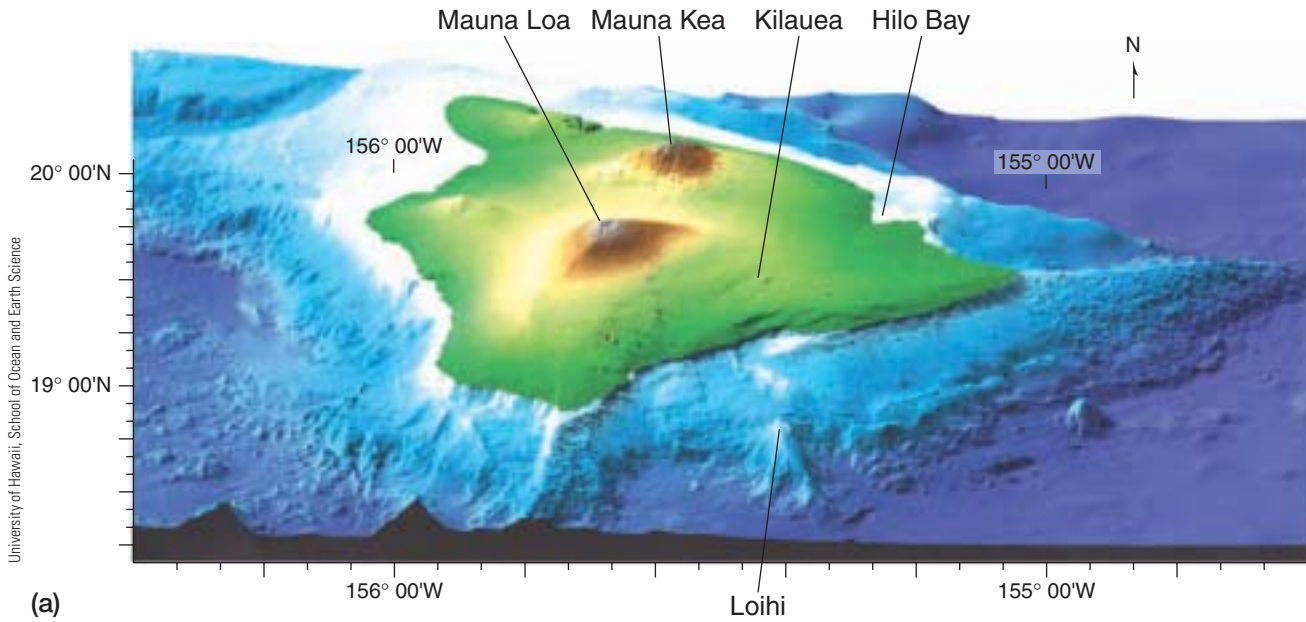 Mauna Loa Mauna Kea Kilauea Hilo Bay
N
156° 00'W
155° 00'W
20° 00'N
19° 00'N
University of Hawaii, School of Ocean and Earth Science
156° 00'W
155° 00'W
Loihi
(a)